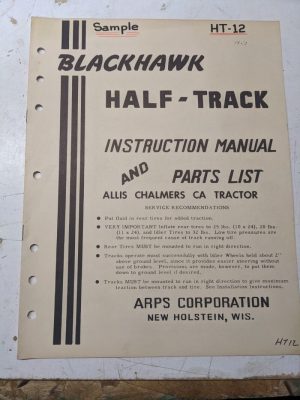 Sample HT-12
BLACKHAWK
HALF-TRACK
INSTRUCTION MANUAL
AND PARTS LIST
ALLIS CHALMERS CA TRACTOR
SERVICE RECOMMENDATIONS
● Put fluid in rear tires for added traction.
● VERY IMPORTANT Inflate rear tires to 25 lbs. (10 x 24), 20 lbs.
(11 x 24), and Idler Tires to 32 lbs. Low tire pressures are
the most frequent cause of track running off.
● Rear Tires MUST be mounted to run in right direction.
● Tracks operate most successfully with Idler Wheels held about 2"
above ground level, since it provides easier steering without
use of brakes. Provisions are made, however, to put them
down to ground level if desired.
● Tracks MUST be mounted to run in right direction to give maximum
traction between track and tire. See Installation Instructions.
ARPS CORPORATION
NEW HOLSTEIN, WIS.
HT12